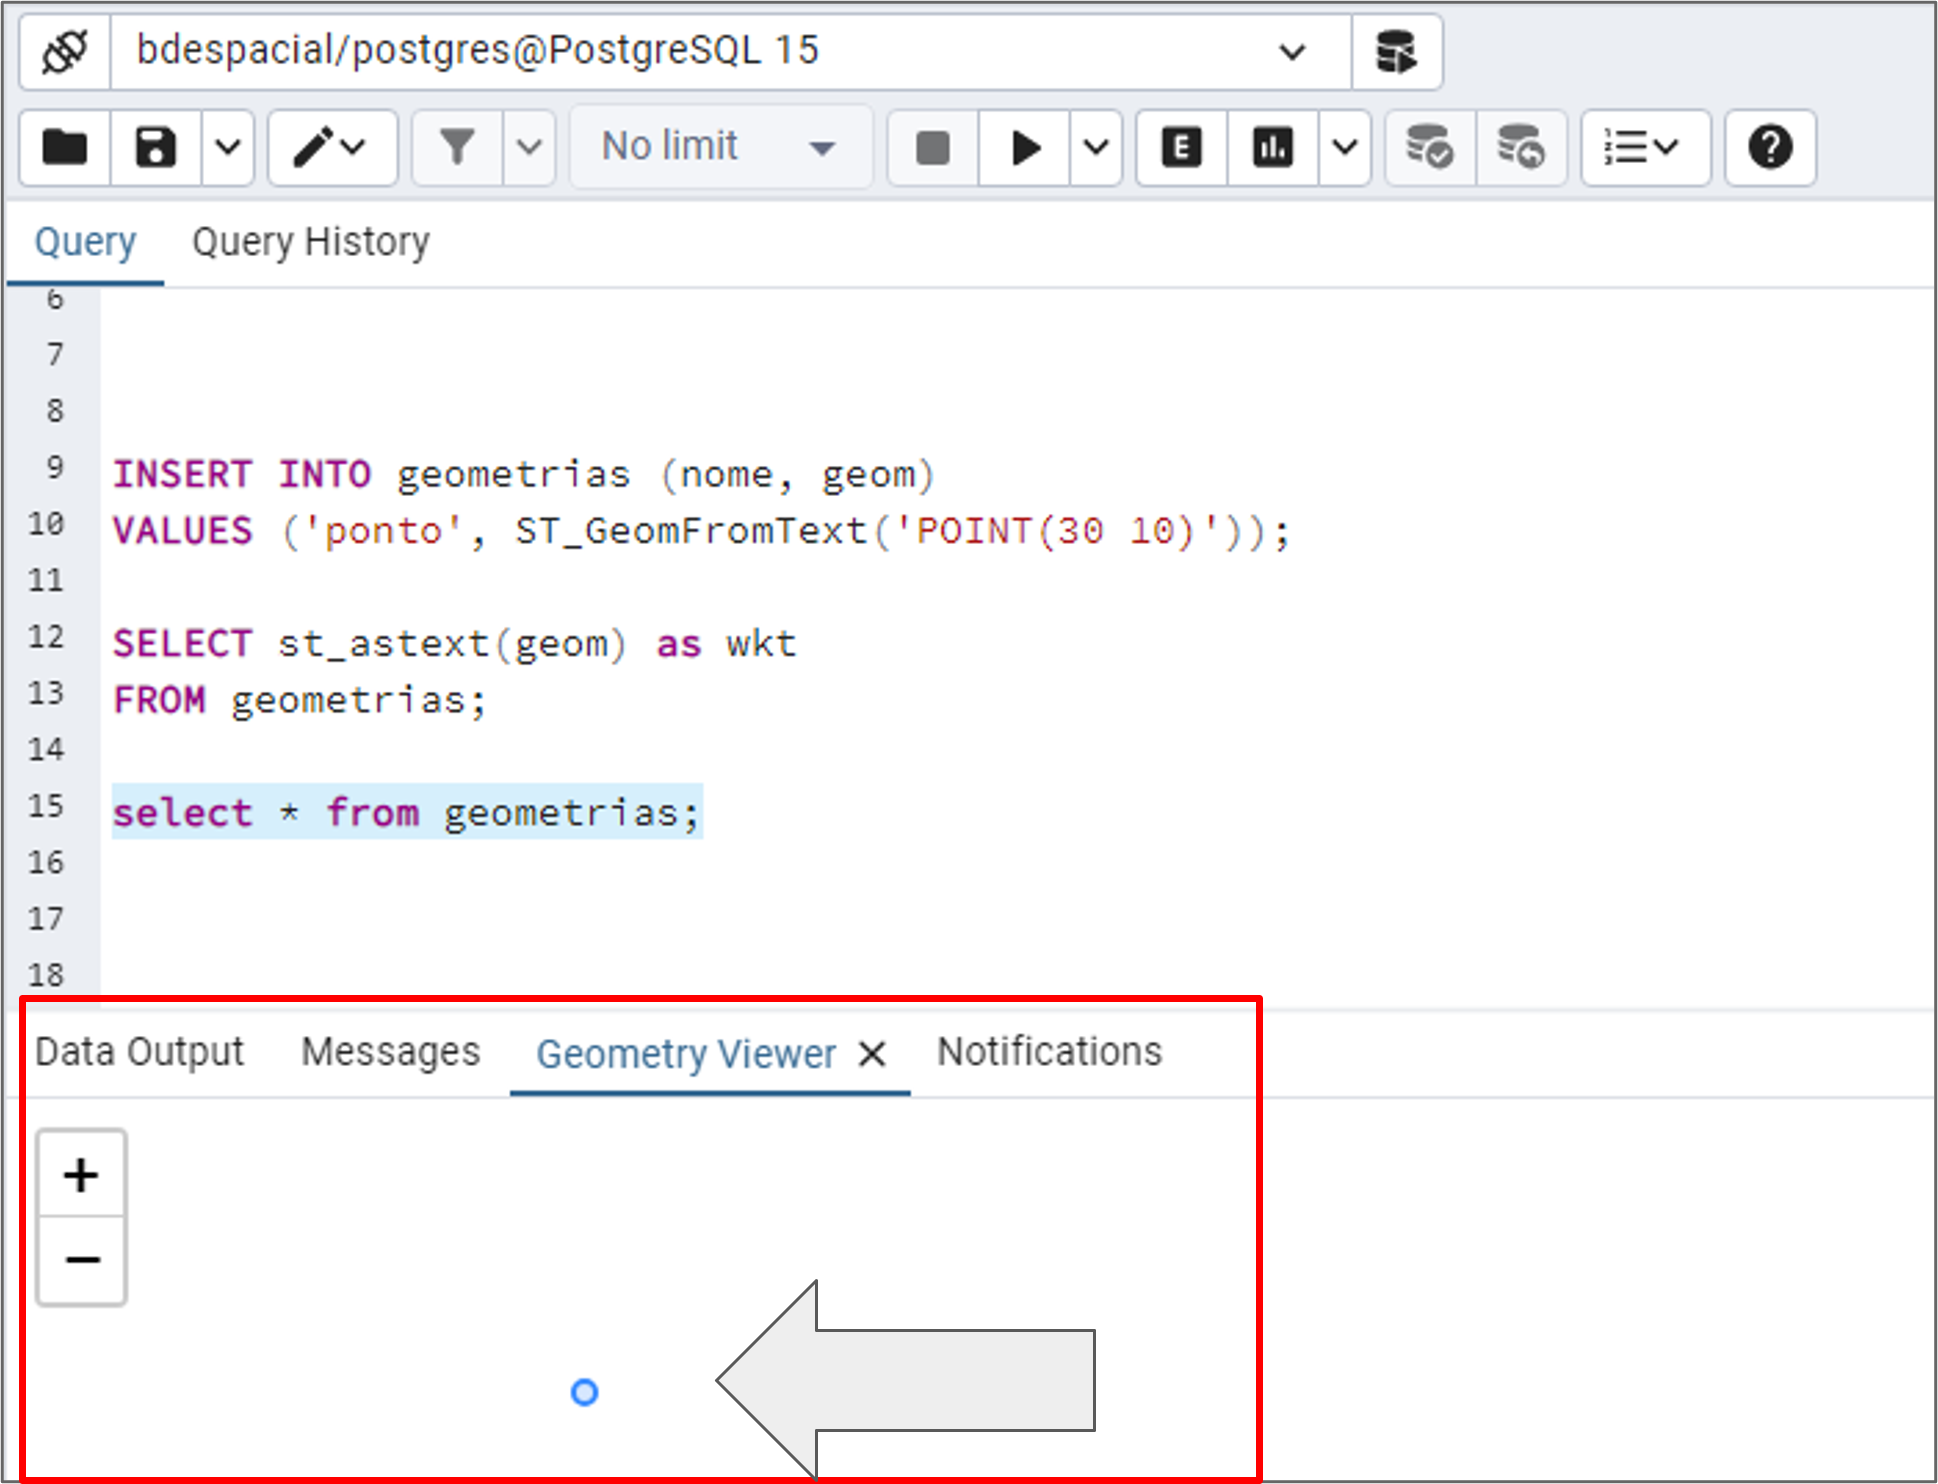 bdespacial/postgres@PostgreSQL 15
No limit
E
?
Query Query History
6
7
8
9 INSERT INTO geometrias (nome, geom)
10 VALUES ('ponto', ST_GeomFromText('POINT(30 10)'));
11
12 SELECT st_astext(geom) as wkt
13 FROM geometrias;
14
15 select * from geometrias;
16
17
18
Data Output Messages Geometry Viewer × Notifications
+
−